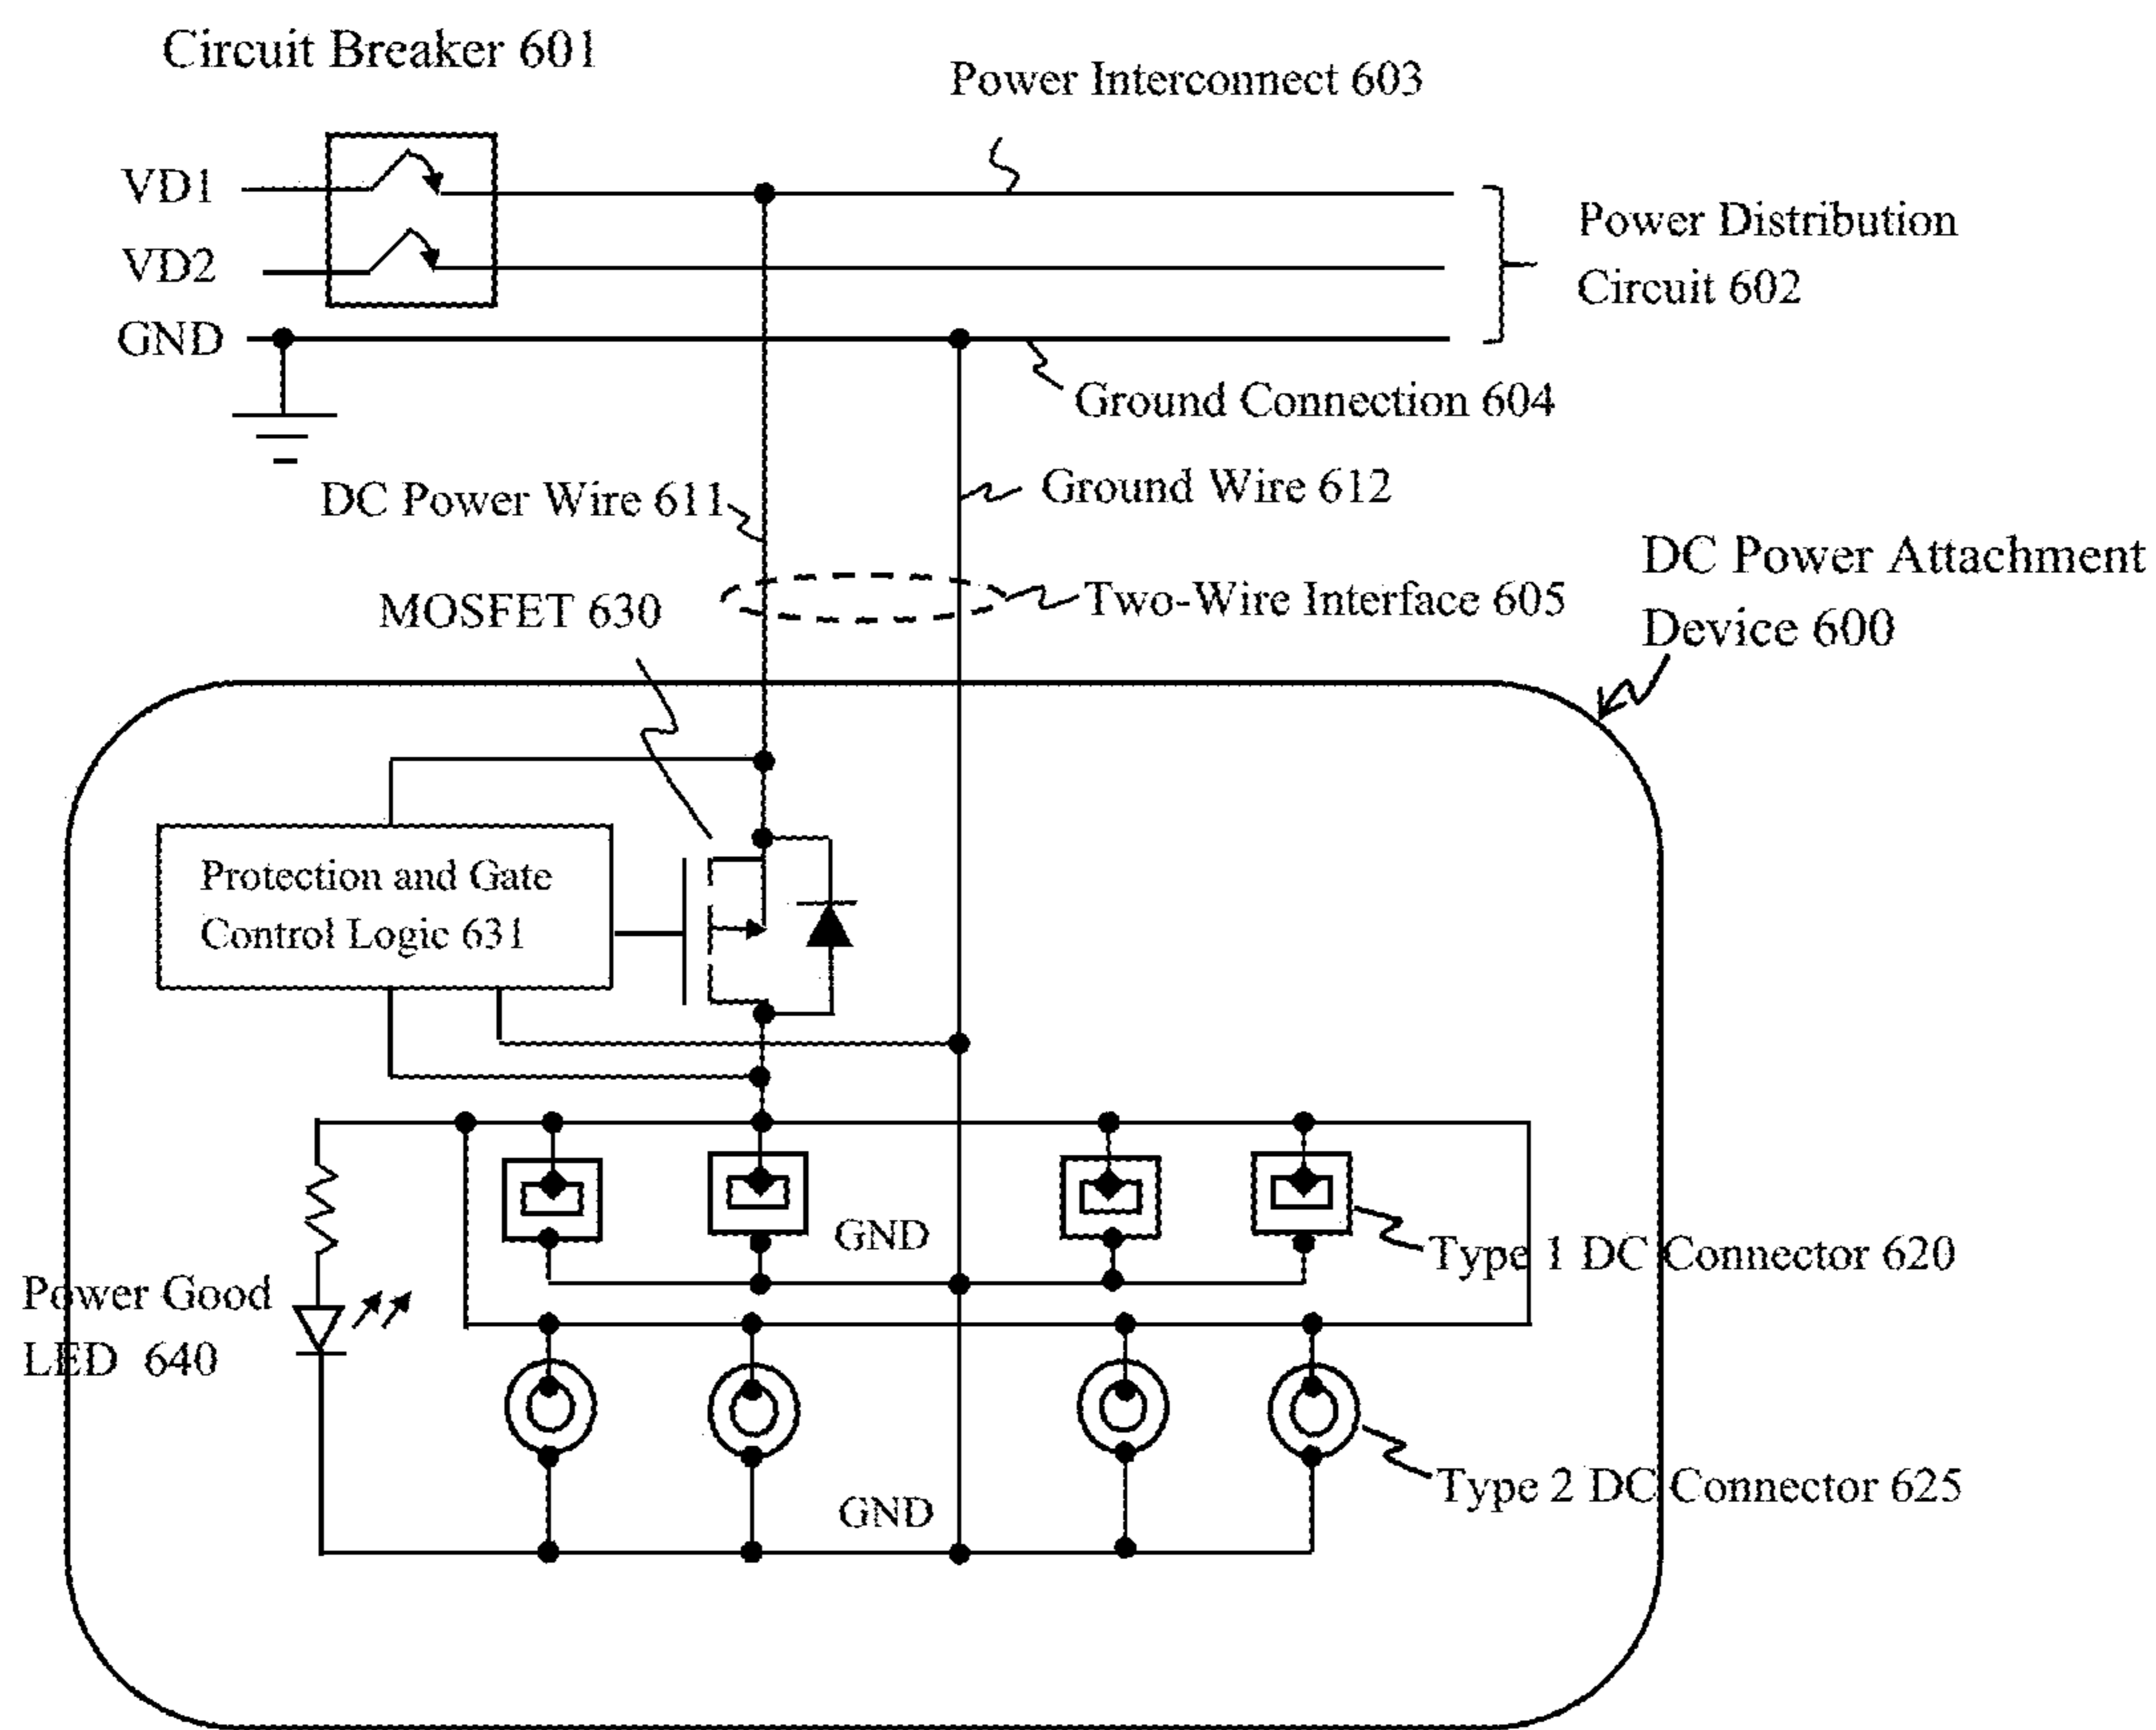 Circuit Breaker 601
Power Interconnect 603
VD1
VD2
GND
Power Distribution
Circuit 602
Ground Connection 604
DC Power Wire 611
Ground Wire 612
MOSFET 630
Two-Wire Interface 605
DC Power Attachment
Device 600
Protection and Gate
Control Logic 631
GND
Type 1 DC Connector 620
Power Good
LED 640
Type 2 DC Connector 625
GND